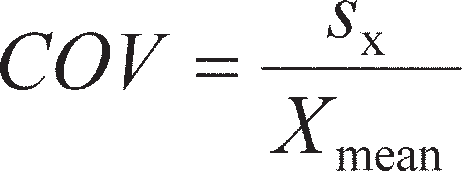 COV = s_x / X_mean